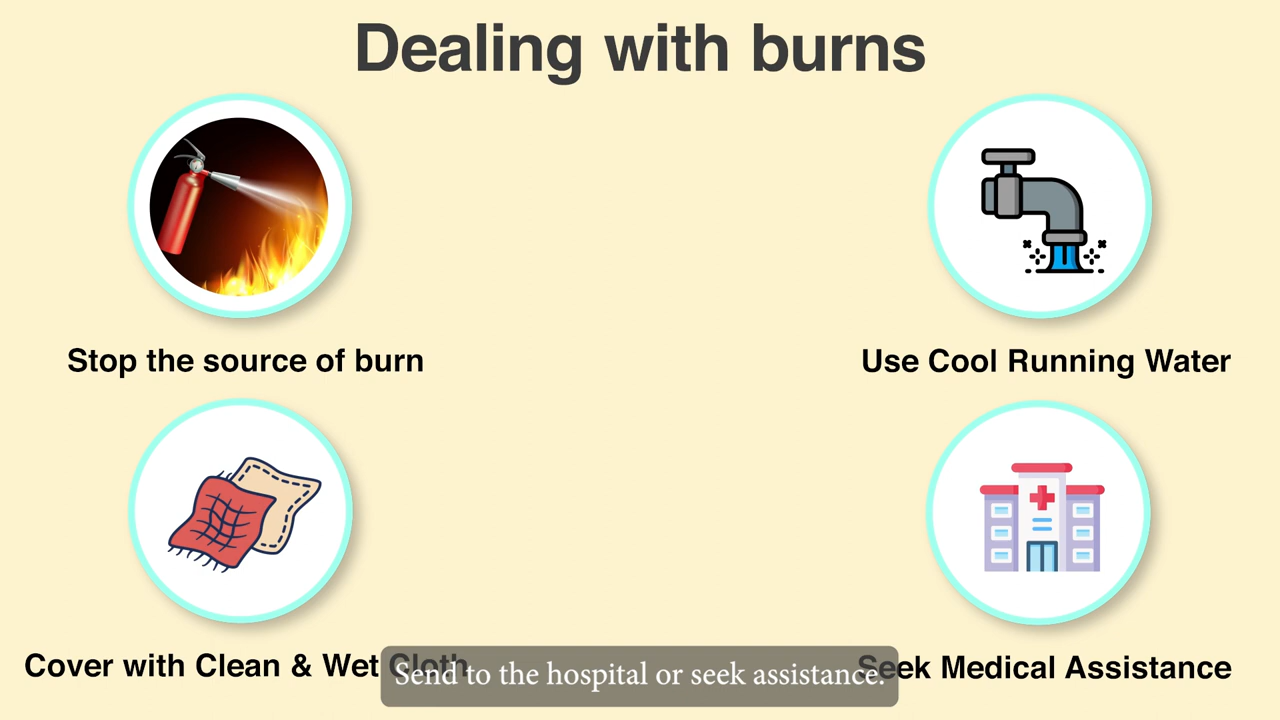 Dealing with burns
Stop the source of burn
Use Cool Running Water
Cover with Clean & Wet Cloth
Seek Medical Assistance
Send to the hospital or seek assistance.